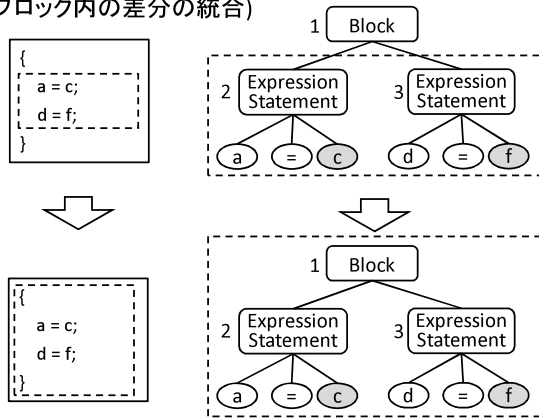 ブロック内の差分の統合)
{
a = c;
d = f;
}
1 Block
2 Expression Statement 3 Expression Statement
a = c d = f
{
a = c;
d = f;
}
1 Block
2 Expression Statement 3 Expression Statement
a = c d = f